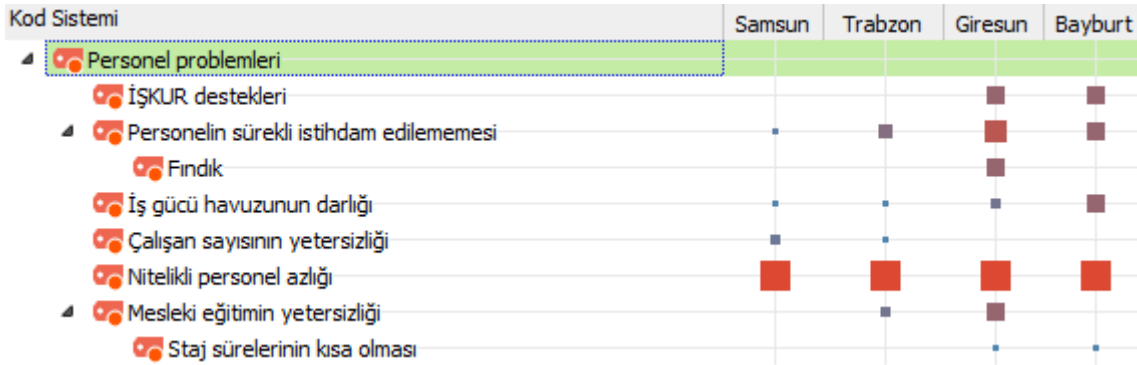 Kod Sistemi Samsun Trabzon Giresun Bayburt
Personel problemleri
İŞKUR destekleri
Personelin sürekli istihdam edilememesi
Fındık
İş gücü havuzunun darlığı
Çalışan sayısının yetersizliği
Nitelikli personel azlığı
Mesleki eğitimin yetersizliği
Staj sürelerinin kısa olması